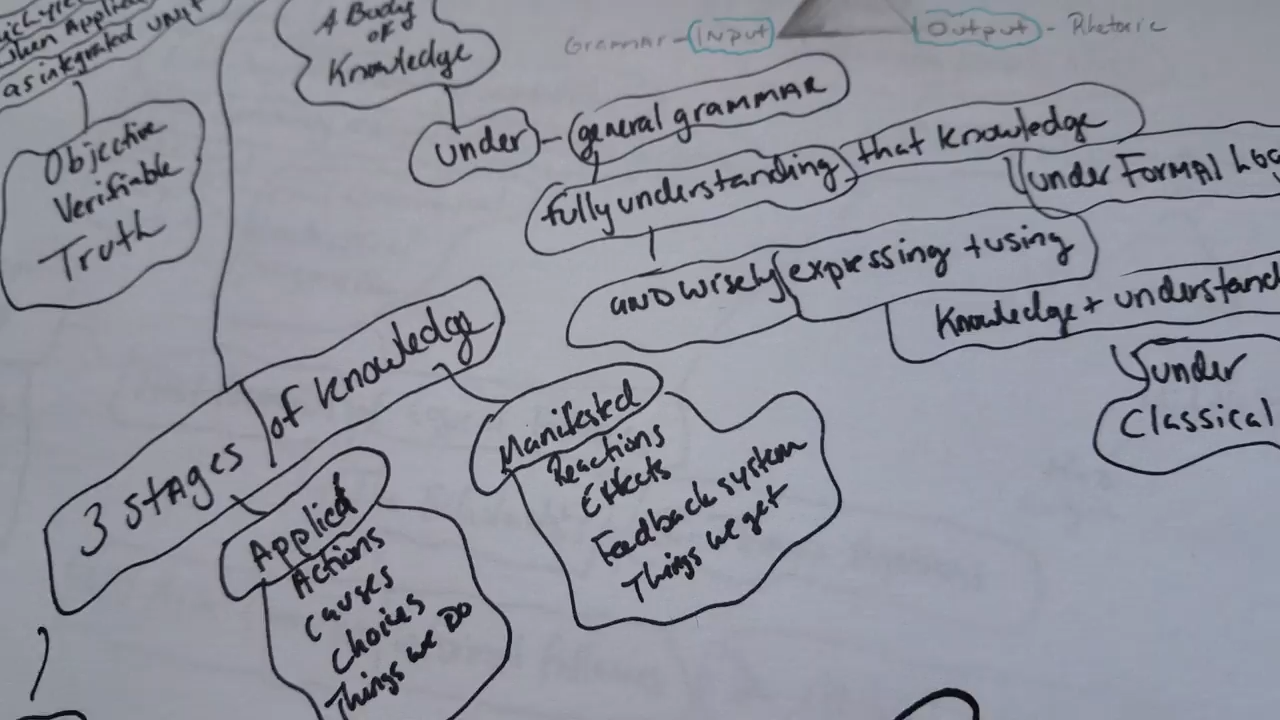 when Applied
as integrated unit
Objective
Verifiable
Truth
A Body
of
Knowledge
Grammar - Input
Output - Rhetoric
under - general grammar
fully understanding that knowledge
under Formal
and wisely expressing + using
Knowledge + understand
under
Classical
3 stages of knowledge
Manifested
Reactions
Effects
Feedback system
Things we get
Applied
Actions
Causes
Choices
Things we Do